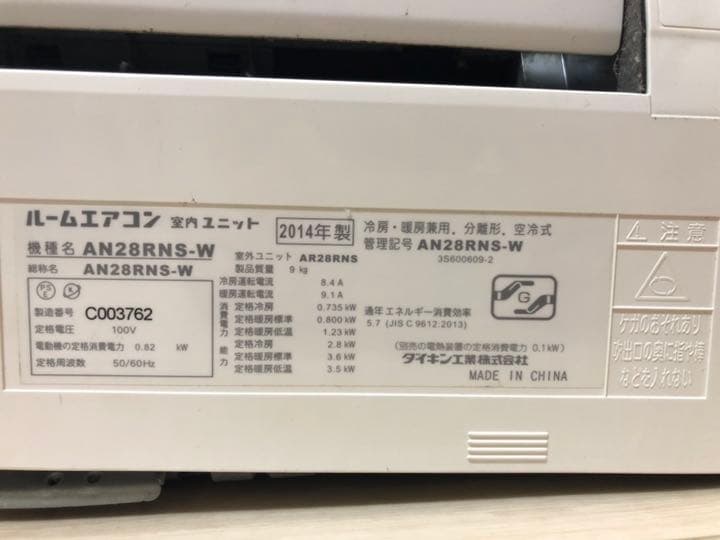 ルームエアコン 室内ユニット 2014年製 冷房・暖房兼用, 分離形, 空冷式
機種名 AN28RNS-W 室外ユニット AR28RNS 管理記号 AN28RNS-W
総称名 AN28RNS-W 製品質量 9 kg 3S600609-2
PSE
製造番号 C003762
定格電圧 100V
電動機の定格消費電力 0.82 kW
定格周波数 50/60Hz
冷房運転電流 8.4 A
暖房運転電流 9.1 A
消費電力 定格冷房 0.735 kW
定格暖房標準 0.800 kW
定格暖房低温 1.23 kW
能力 定格冷房 2.8 kW
定格暖房標準 3.6 kW
定格暖房低温 3.5 kW
G
通年エネルギー消費効率
5.7 (JIS C 9612:2013)
(別売の電熱装置の定格消費電力 0.1kW)
ダイキン工業株式会社
MADE IN CHINA
注意
ケガのおそれあり
吹出口の奥に指や棒
などを入れない